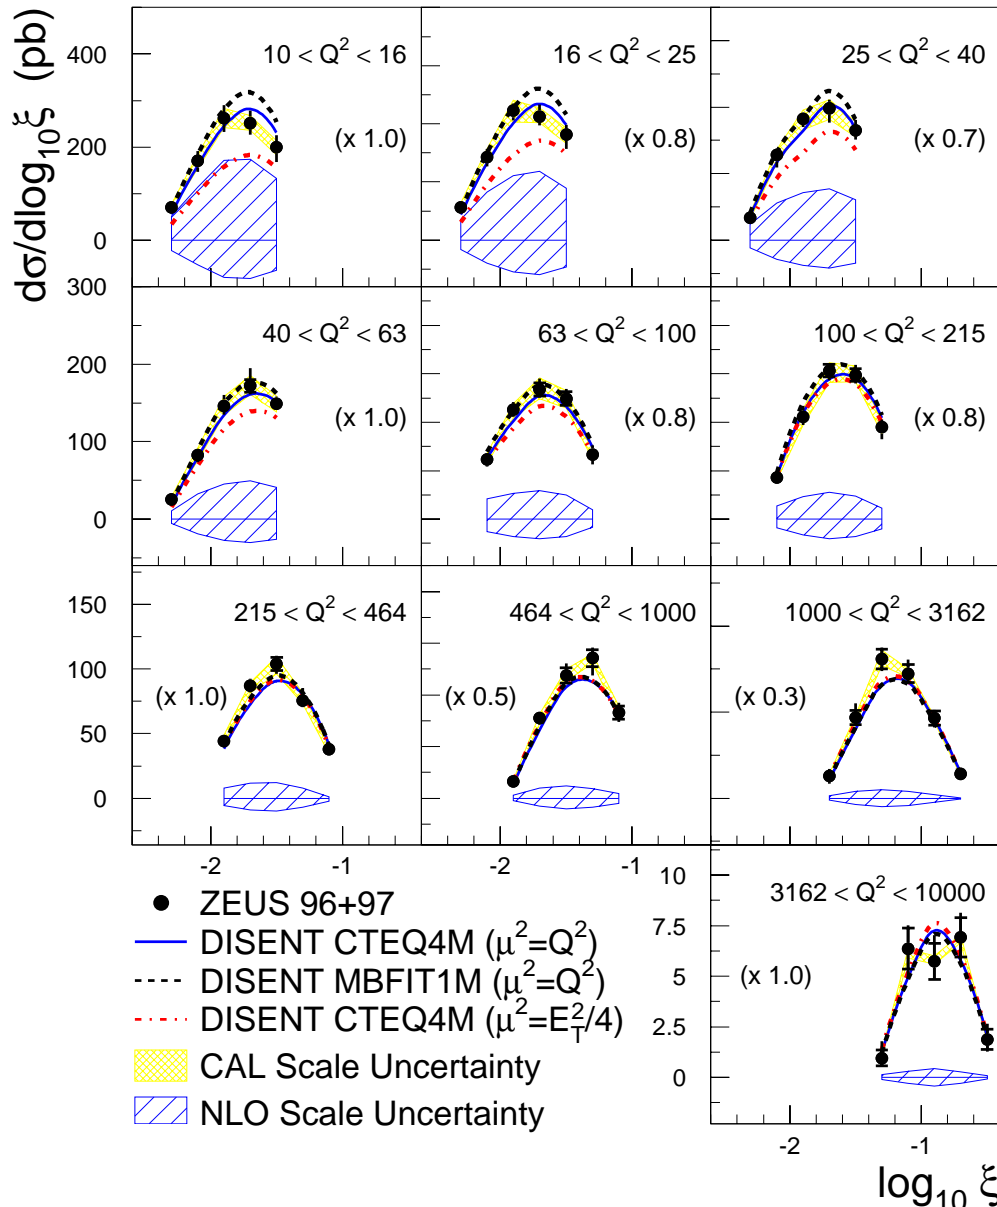 dσ/dlog₁₀ξ (pb)
400
300
200
100
0
10 < Q² < 16
(x 1.0)
16 < Q² < 25
(x 0.8)
25 < Q² < 40
(x 0.7)
300
200
150
100
50
0
40 < Q² < 63
(x 1.0)
63 < Q² < 100
(x 0.8)
100 < Q² < 215
(x 0.8)
150
100
50
0
215 < Q² < 464
(x 1.0)
464 < Q² < 1000
(x 0.5)
1000 < Q² < 3162
(x 0.3)
-2 -1
-2 -1
10
7.5
5
2.5
0
3162 < Q² < 10000
(x 1.0)
-2 -1
ZEUS 96+97
DISENT CTEQ4M (μ²=Q²)
DISENT MBFIT1M (μ²=Q²)
DISENT CTEQ4M (μ²=E_T²/4)
CAL Scale Uncertainty
NLO Scale Uncertainty
log₁₀ ξ